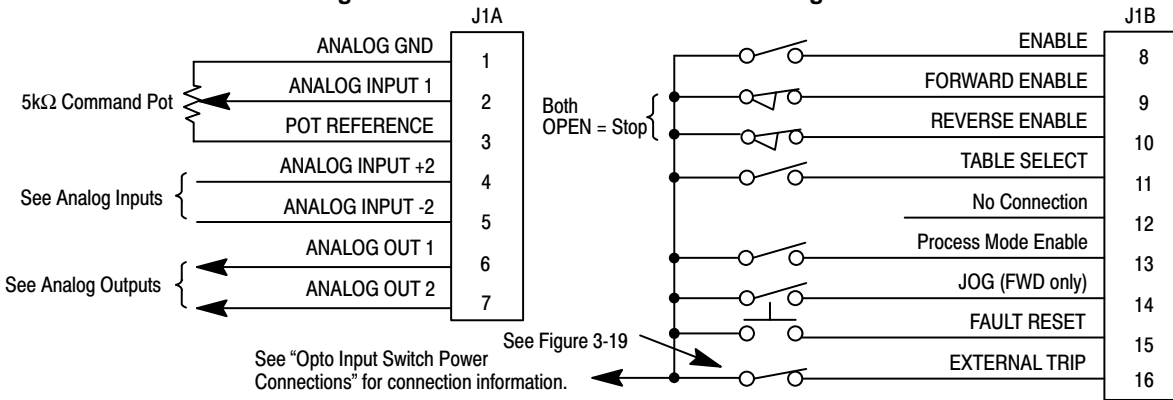 J1A
ANALOG GND
1
ANALOG INPUT 1
2
5kΩ Command Pot
POT REFERENCE
3
ANALOG INPUT +2
4
See Analog Inputs
ANALOG INPUT -2
5
ANALOG OUT 1
6
See Analog Outputs
ANALOG OUT 2
7
J1B
ENABLE
8
FORWARD ENABLE
9
Both
OPEN = Stop
REVERSE ENABLE
10
TABLE SELECT
11
No Connection
12
Process Mode Enable
13
JOG (FWD only)
14
FAULT RESET
15
See Figure 3-19
EXTERNAL TRIP
16
See "Opto Input Switch Power
Connections" for connection information.